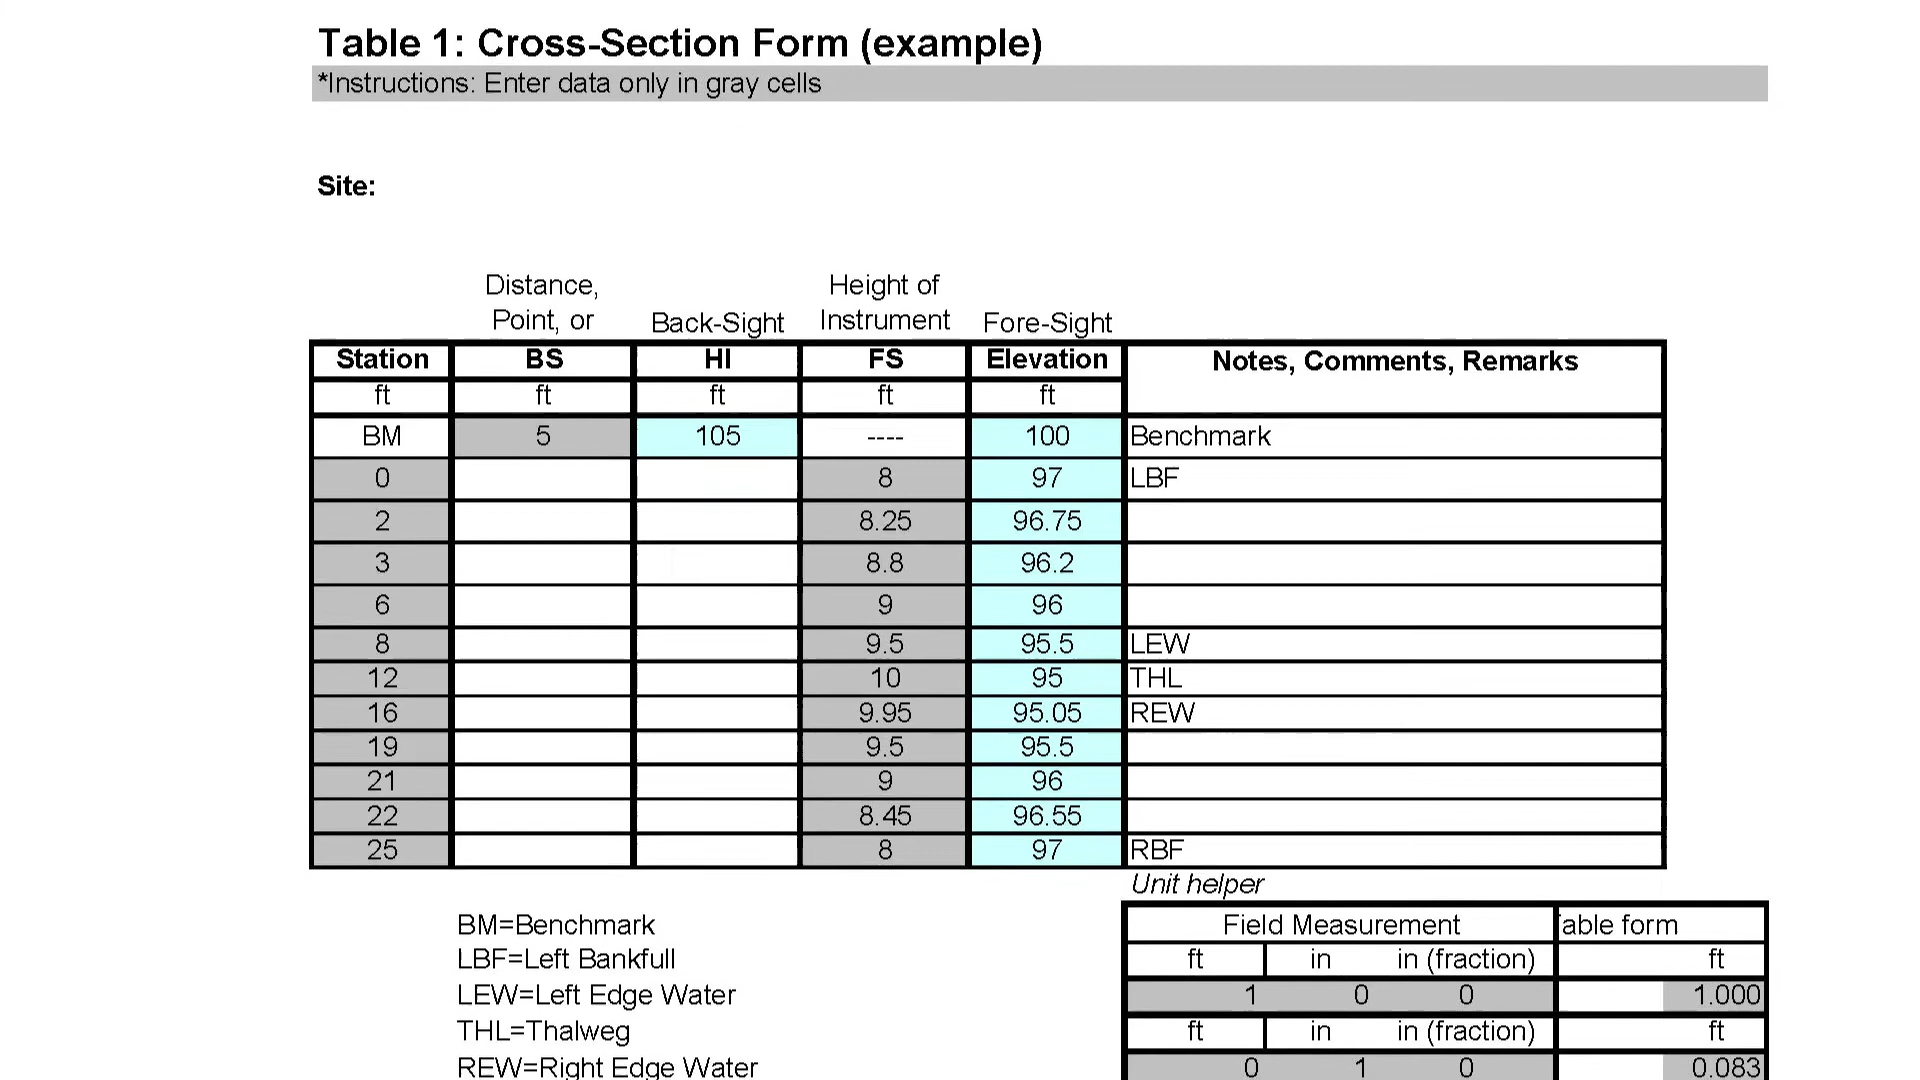 Table 1: Cross-Section Form (example)
*Instructions: Enter data only in gray cells
Site:
Distance, Point, or Back-Sight Height of Instrument Fore-Sight
Station BS HI FS Elevation Notes, Comments, Remarks
ft ft ft ft ft
BM 5 105 ---- 100 Benchmark
0 8 97 LBF
2 8.25 96.75
3 8.8 96.2
6 9 96
8 9.5 95.5 LEW
12 10 95 THL
16 9.95 95.05 REW
19 9.5 95.5
21 9 96
22 8.45 96.55
25 8 97 RBF
Unit helper
BM=Benchmark Field Measurement able form
LBF=Left Bankfull ft in in (fraction) ft
LEW=Left Edge Water 1 0 0 1.000
THL=Thalweg ft in in (fraction) ft
REW=Right Edge Water 0 1 0 0.083